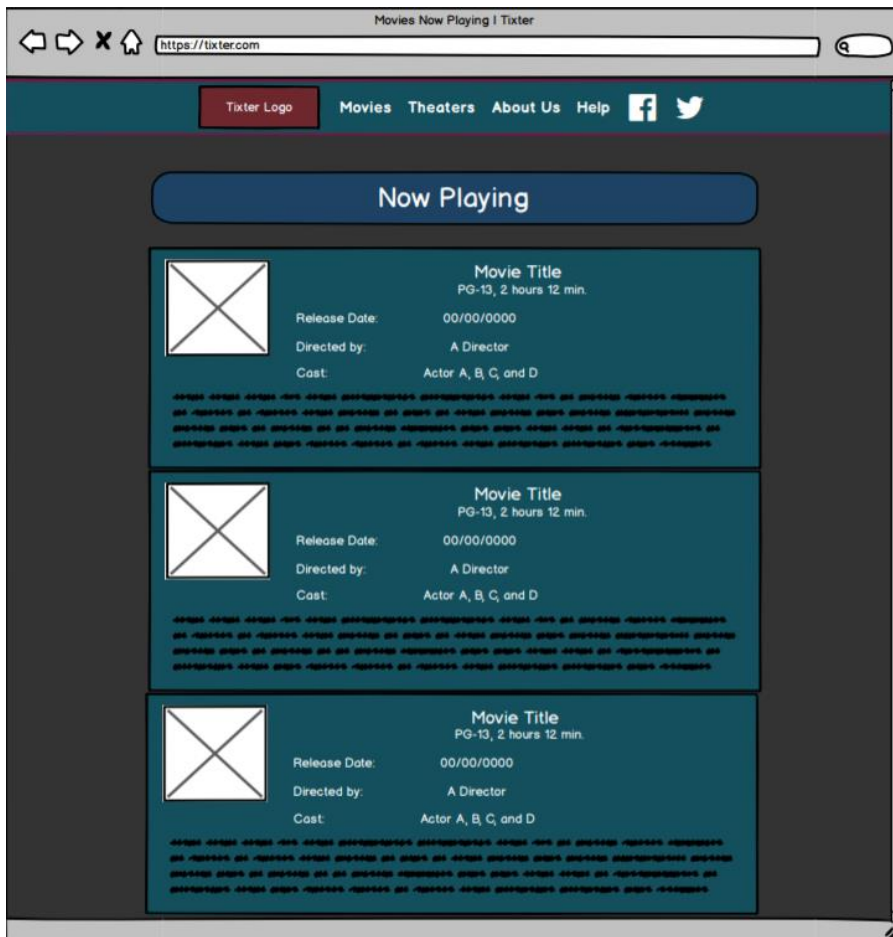 Movies Now Playing | Tixter
https://tixter.com
Tixter Logo Movies Theaters About Us Help
Now Playing
Movie Title
PG-13, 2 hours 12 min.
Release Date: 00/00/0000
Directed by: A Director
Cast: Actor A, B, C, and D
Movie Title
PG-13, 2 hours 12 min.
Release Date: 00/00/0000
Directed by: A Director
Cast: Actor A, B, C, and D
Movie Title
PG-13, 2 hours 12 min.
Release Date: 00/00/0000
Directed by: A Director
Cast: Actor A, B, C, and D